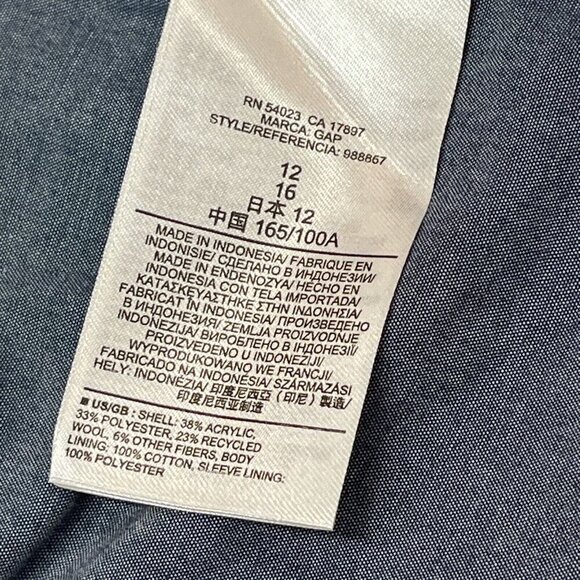 RN 54023 CA 17897
MARCA: GAP
STYLE/REFERENCIA: 988867
12
16
日本 12
中国 165/100A
MADE IN INDONESIA/ FABRIQUE EN
INDONISIE/ СДЕЛАНО В ИНДОНЕЗИИ/
MADE IN ENDENOZYA/ HECHO EN
INDONESIA CON TELA IMPORTADA/
ΚΑΤΑΣΚΕΥΑΣΤΗΚΕ ΣΤΗΝ ΙΝΔΟΝΗΣΙΑ/
FABRICAT ÎN INDONESIA/ ПРОИЗВЕДЕНО
В ИНДОНЕЗИЯ/ ZEMLJA PROIZVODNJE
INDONEZIJA/ ВИРОБЛЕНО В ІНДОНЕЗІЇ/
PROIZVEDENO U INDONEZIJI/
WYPRODUKOWANO WE FRANCJI/
FABRICADO NA INDONÉSIA/ SZÁRMAZÁSI
HELY: INDONÉZIA/ 印度尼西亞 (印尼) 製造/
印度尼西亚制造
■ US/GB : SHELL: 38% ACRYLIC,
33% POLYESTER, 23% RECYCLED
WOOL, 6% OTHER FIBERS, BODY
LINING: 100% COTTON, SLEEVE LINING:
100% POLYESTER